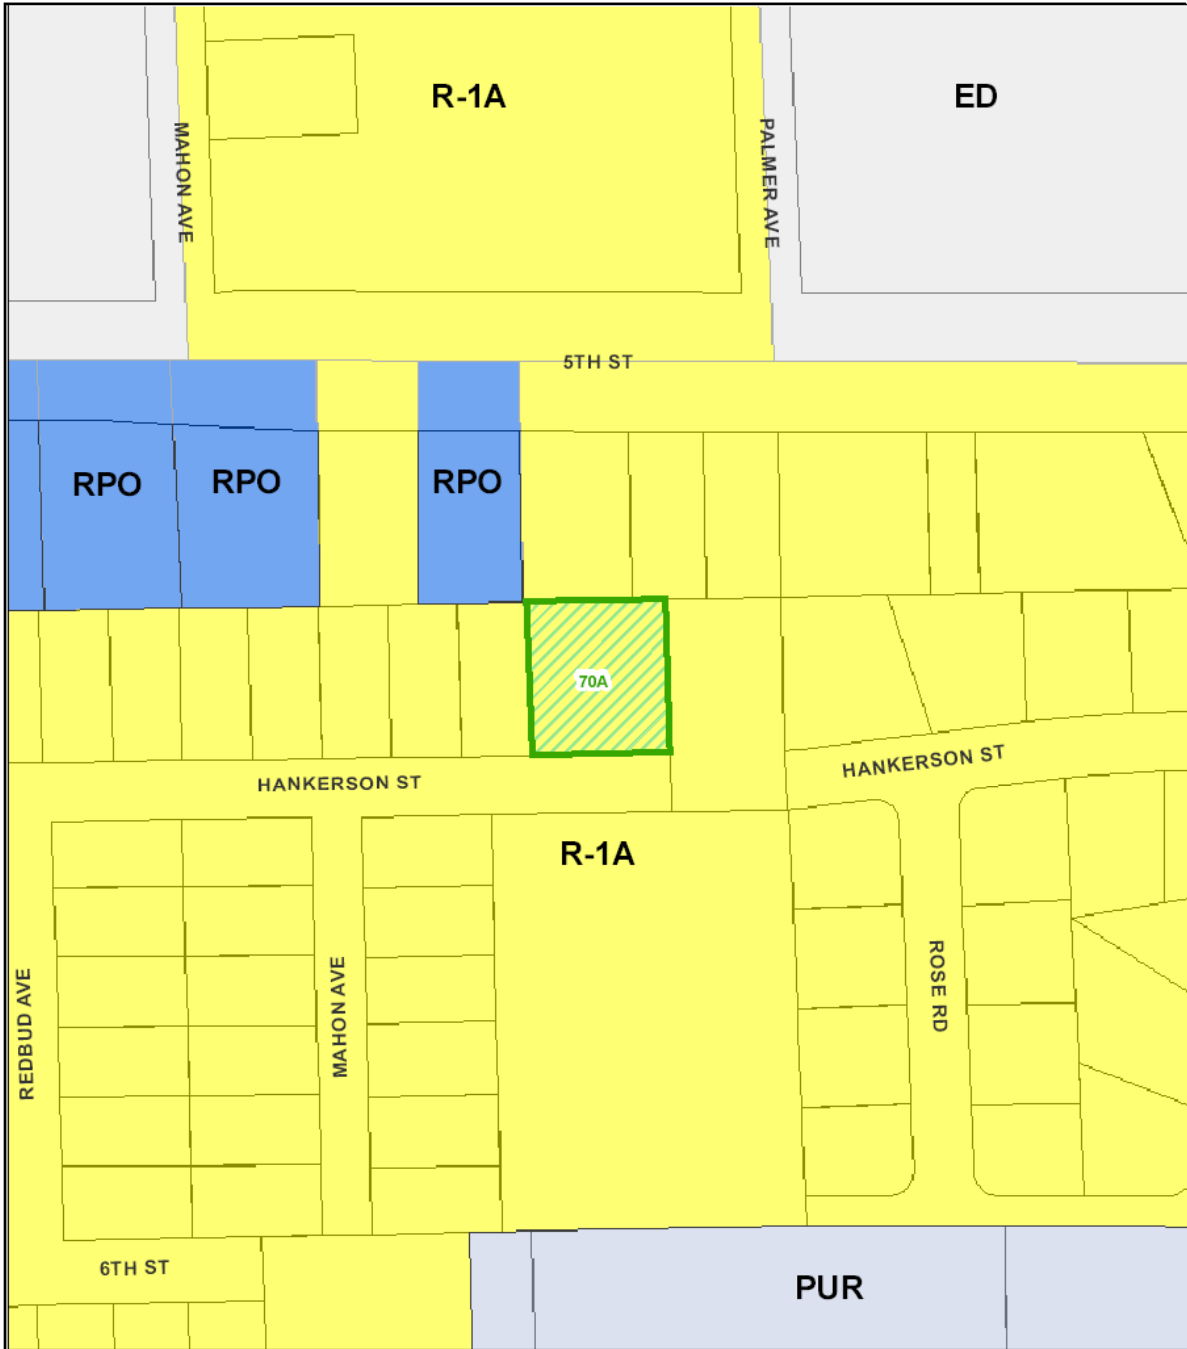 R-1A
ED
MAHON AVE
PALMER AVE
5TH ST
RPO
RPO
RPO
70A
HANKERSON ST
HANKERSON ST
R-1A
REDBUD AVE
MAHON AVE
ROSE RD
6TH ST
PUR